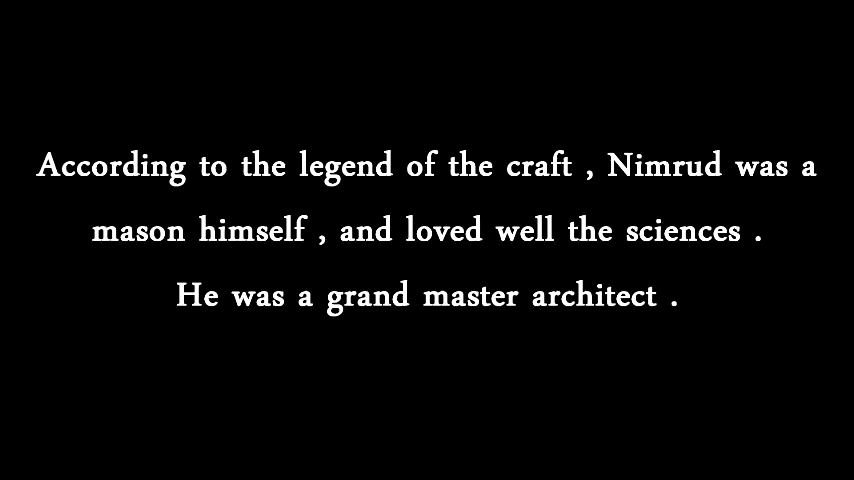 According to the legend of the craft , Nimrud was a
mason himself , and loved well the sciences .
He was a grand master architect .